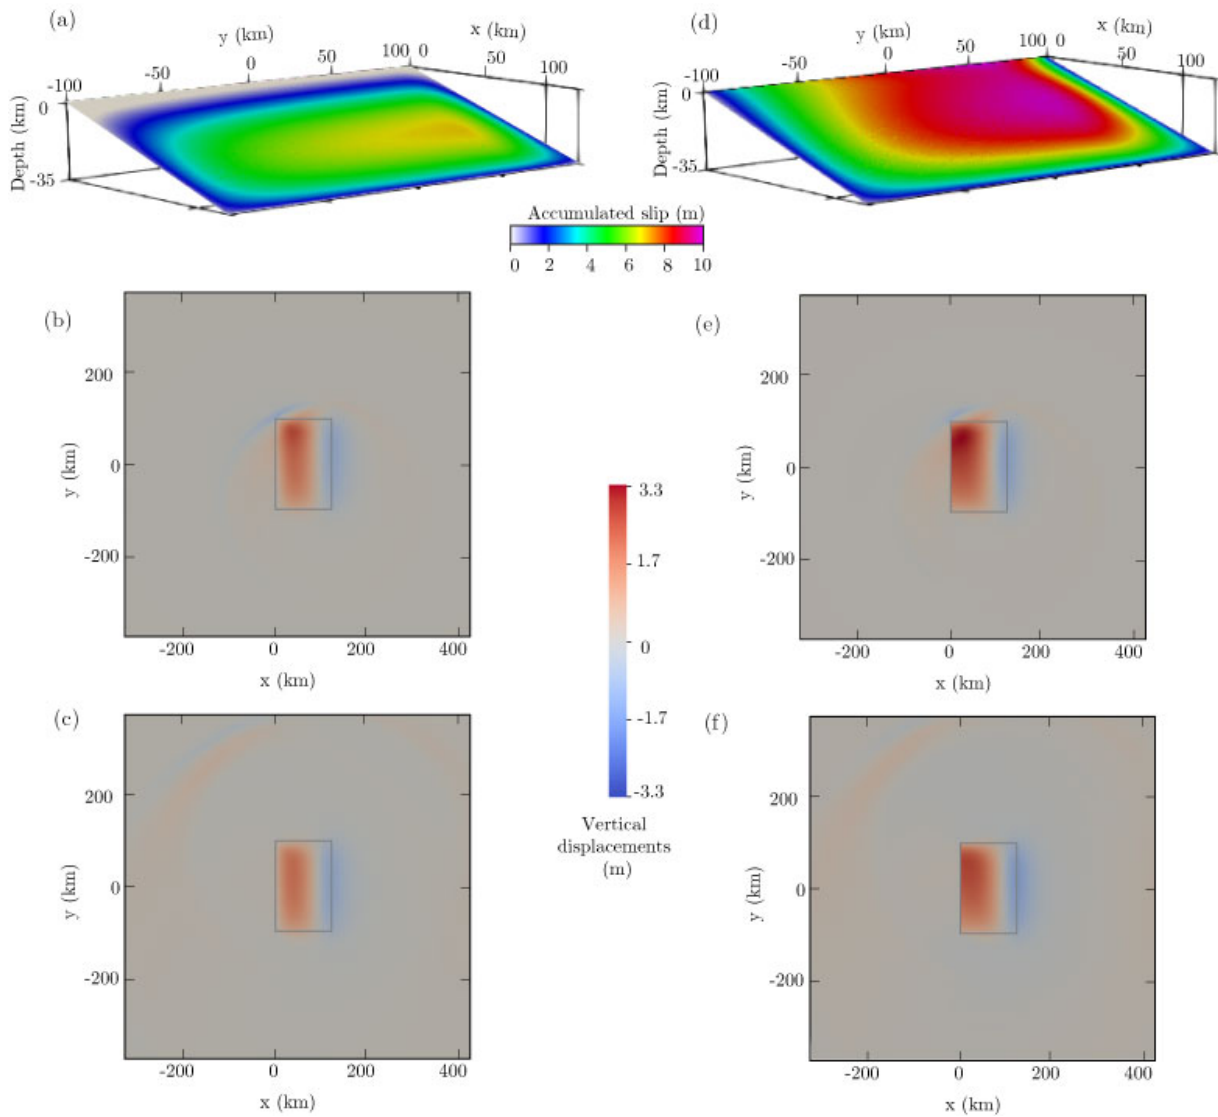 (a)
y (km)
x (km)
-100
-50
0
50
100
0
50
100
0
Depth (km)
-35
(d)
y (km)
x (km)
-100
-50
0
50
100
0
50
100
0
Depth (km)
-35
Accumulated slip (m)
0 2 4 6 8 10
(b)
200
0
-200
y (km)
-200 0 200 400
x (km)
(e)
200
0
-200
y (km)
-200 0 200 400
x (km)
3.3
1.7
0
-1.7
-3.3
Vertical
displacements
(m)
(c)
200
0
-200
y (km)
-200 0 200 400
x (km)
(f)
200
0
-200
y (km)
-200 0 200 400
x (km)